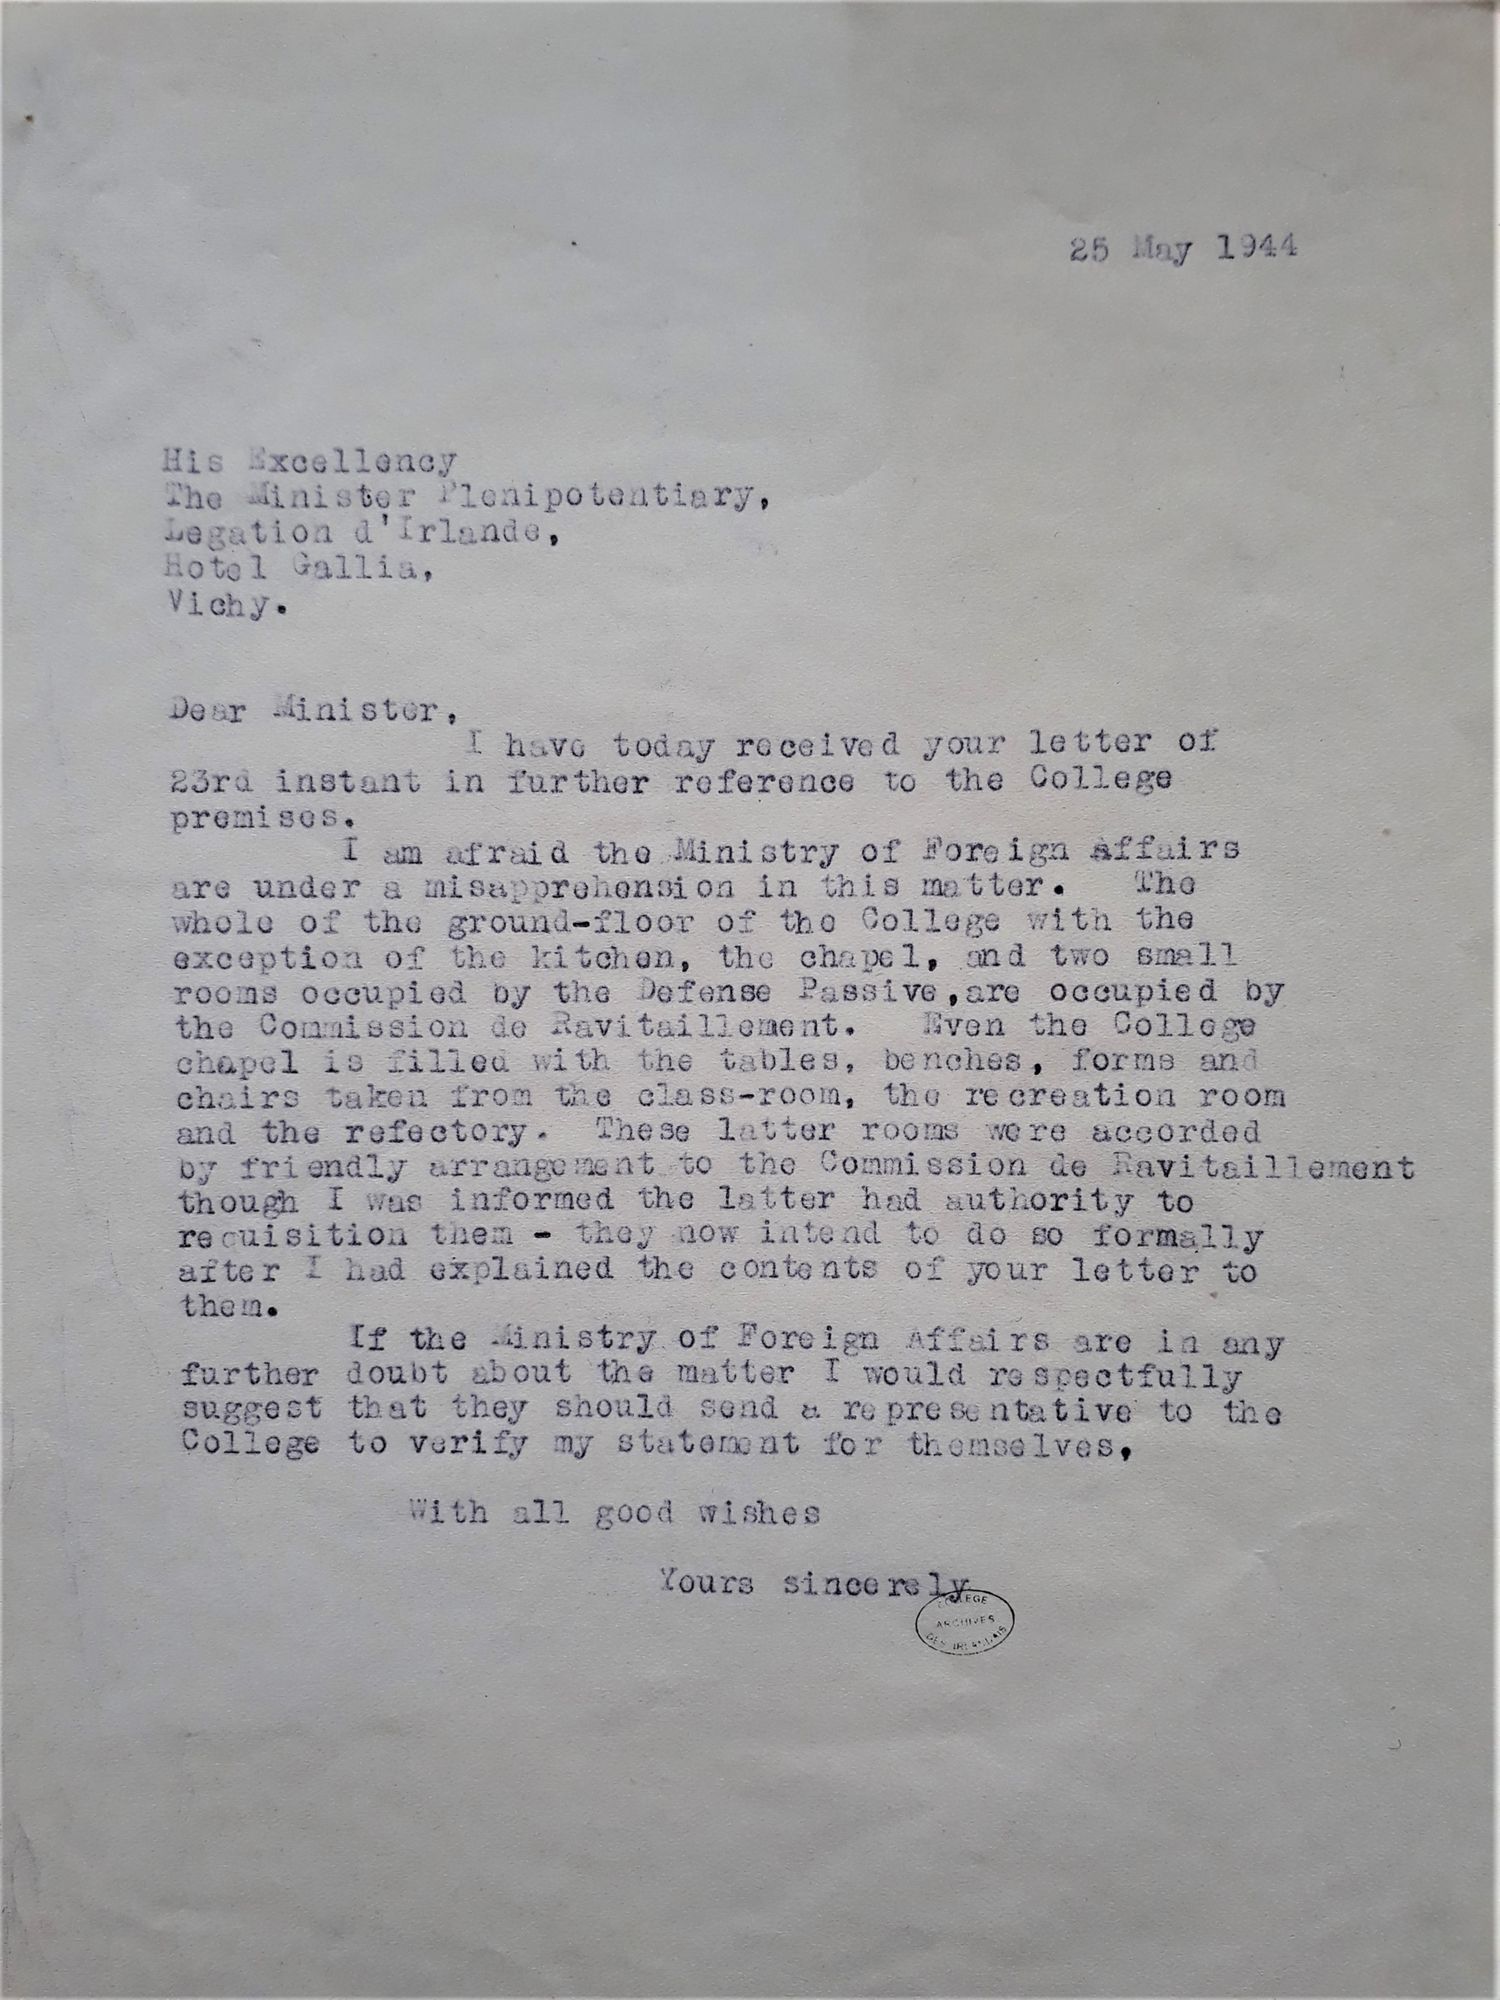 25 May 1944
His Excellency
The Minister Plenipotentiary,
Legation d'Irlande,
Hotel Gallia,
Vichy.
Dear Minister,
I have today received your letter of
23rd instant in further reference to the College
premises.
I am afraid the Ministry of Foreign Affairs
are under a misapprehension in this matter. The
whole of the ground-floor of the College with the
exception of the kitchen, the chapel, and two small
rooms occupied by the Defense Passive, are occupied by
the Commission de Ravitaillement. Even the College
chapel is filled with the tables, benches, forms and
chairs taken from the class-room, the recreation room
and the refectory. These latter rooms were accorded
by friendly arrangement to the Commission de Ravitaillement
though I was informed the latter had authority to
requisition them - they now intend to do so formally
after I had explained the contents of your letter to
them.
If the Ministry of Foreign Affairs are in any
further doubt about the matter I would respectfully
suggest that they should send a representative to the
College to verify my statement for themselves,
With all good wishes
Yours sincerely
COLLEGE
ARCHIVES
DES IRLANDAIS